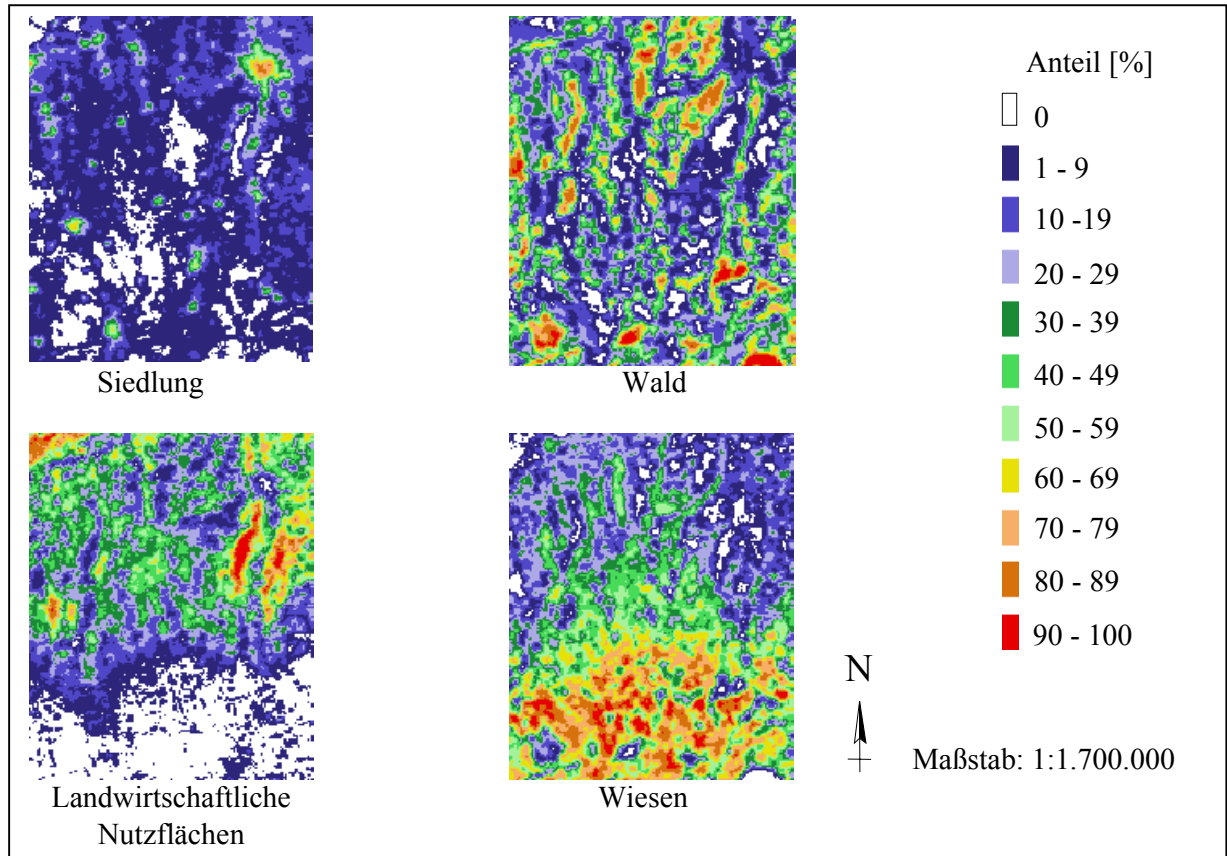 Siedlung
Wald
Landwirtschaftliche
Nutzflächen
Wiesen
Anteil [%]
0
1 - 9
10 -19
20 - 29
30 - 39
40 - 49
50 - 59
60 - 69
70 - 79
80 - 89
90 - 100
N
Maßstab: 1:1.700.000